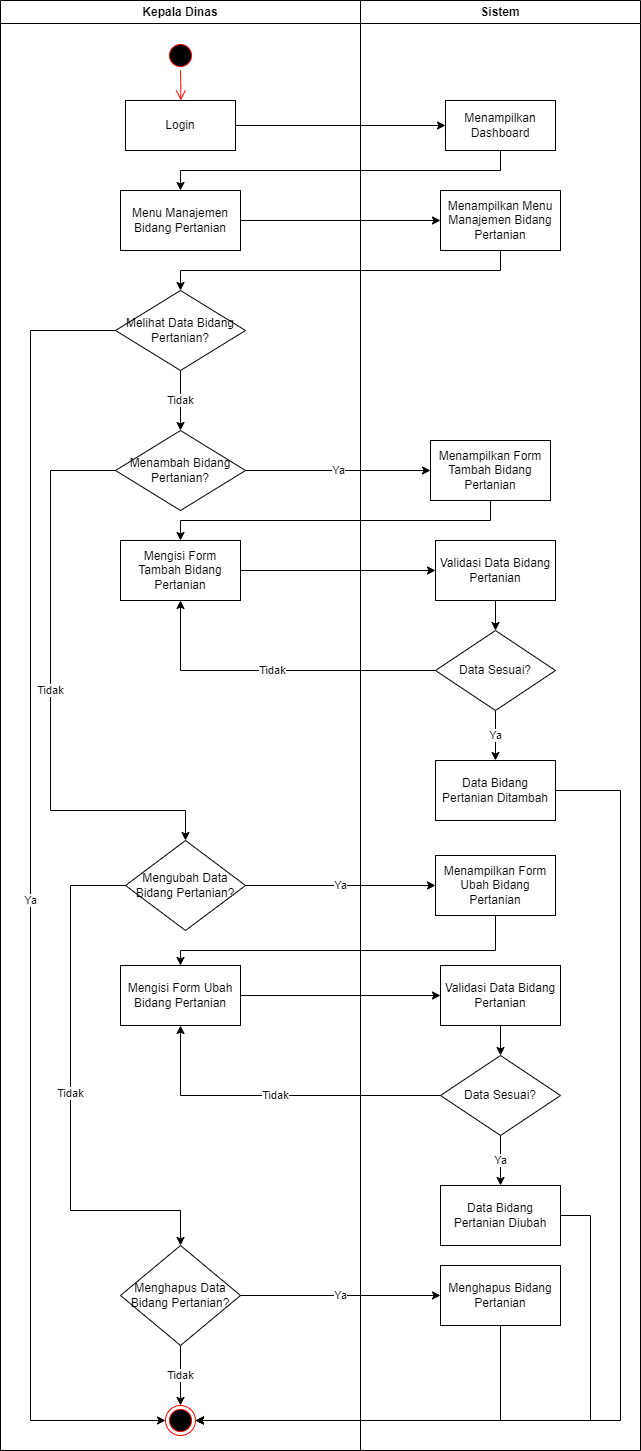 Kepala Dinas
Sistem
Login
Menampilkan
Dashboard
Menu Manajemen
Bidang Pertanian
Menampilkan Menu
Manajemen Bidang
Pertanian
Melihat Data Bidang
Pertanian?
Tidak
Menambah Bidang
Pertanian?
Ya
Menampilkan Form
Tambah Bidang
Pertanian
Mengisi Form
Tambah Bidang
Pertanian
Validasi Data Bidang
Pertanian
Tidak
Data Sesuai?
Tidak
Ya
Data Bidang
Pertanian Ditambah
Mengubah Data
Bidang Pertanian?
Ya
Menampilkan Form
Ubah Bidang
Pertanian
Ya
Mengisi Form Ubah
Bidang Pertanian
Validasi Data Bidang
Pertanian
Tidak
Tidak
Data Sesuai?
Ya
Data Bidang
Pertanian Diubah
Menghapus Data
Bidang Pertanian?
Ya
Menghapus Bidang
Pertanian
Tidak